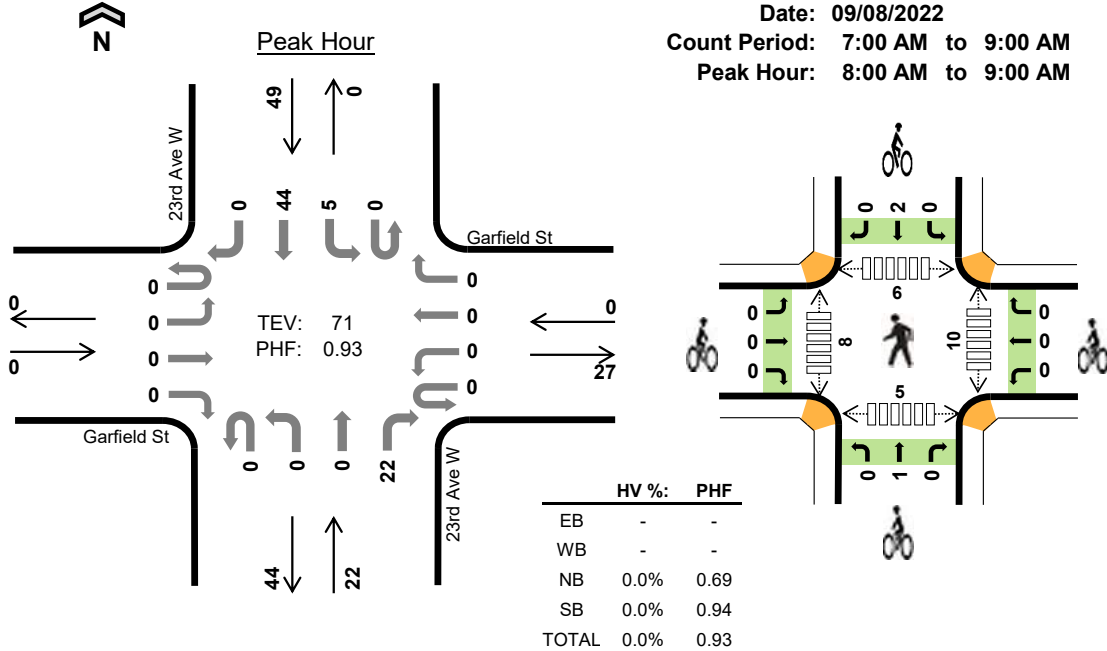 N
Peak Hour
Date: 09/08/2022
Count Period: 7:00 AM to 9:00 AM
Peak Hour: 8:00 AM to 9:00 AM
49
0
23rd Ave W
0
44
5
0
Garfield St
0
0
0
0
0
0
0
0
0
0
0
27
TEV: 71
PHF: 0.93
Garfield St
0
0
0
22
23rd Ave W
44
22
0
2
0
6
0
0
0
8
10
0
0
0
5
0
1
0
HV %: PHF
EB - -
WB - -
NB 0.0% 0.69
SB 0.0% 0.94
TOTAL 0.0% 0.93